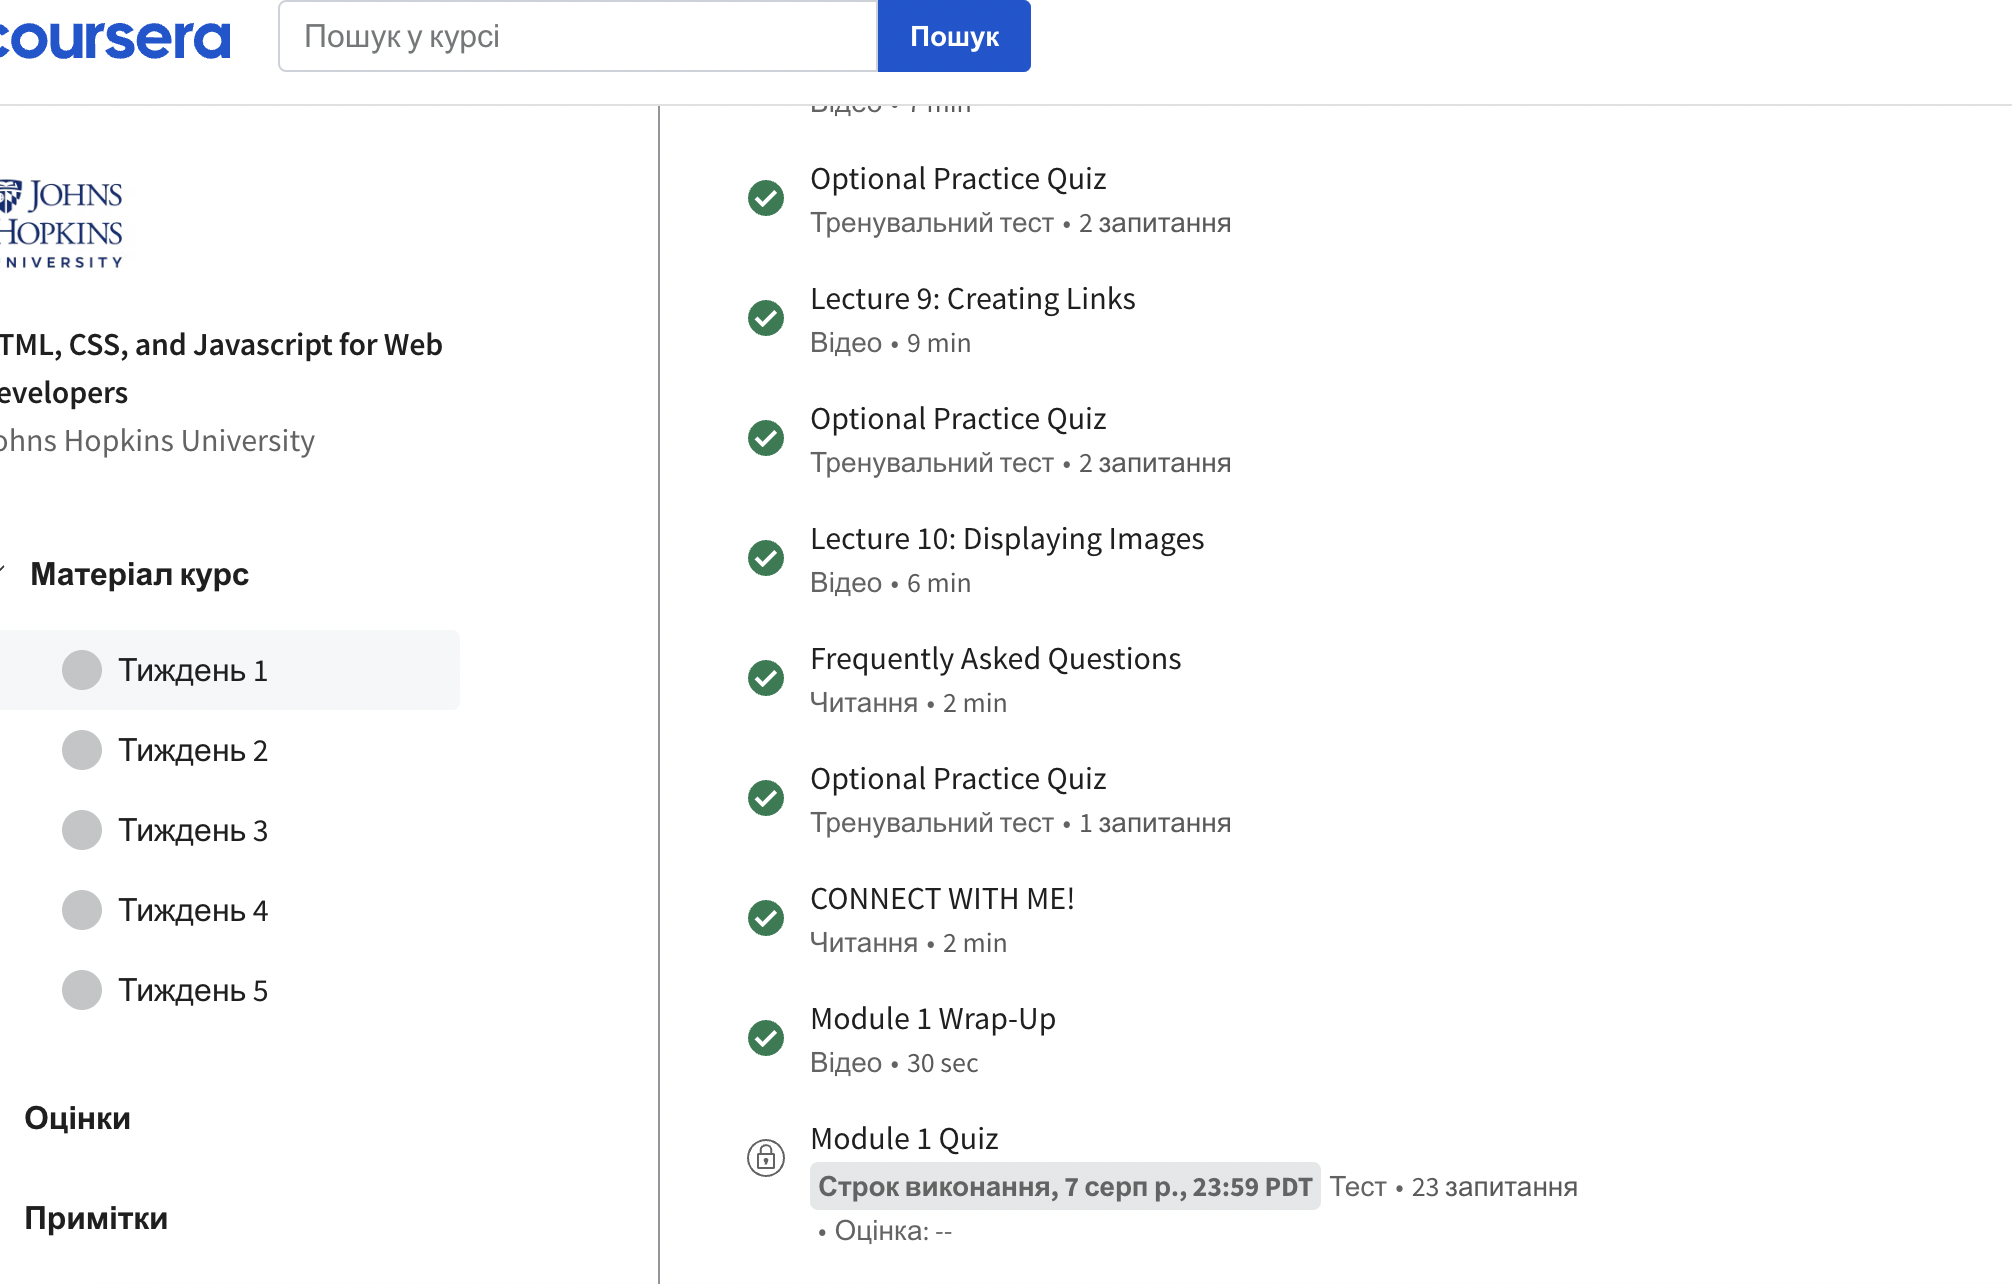 coursera
Пошук у курсі
Пошук
Відео • 7 min
JOHNS
HOPKINS
UNIVERSITY
TML, CSS, and Javascript for Web
evelopers
ohns Hopkins University
Матеріал курс
Тиждень 1
Тиждень 2
Тиждень 3
Тиждень 4
Тиждень 5
Оцінки
Примітки
Optional Practice Quiz
Тренувальний тест • 2 запитання
Lecture 9: Creating Links
Відео • 9 min
Optional Practice Quiz
Тренувальний тест • 2 запитання
Lecture 10: Displaying Images
Відео • 6 min
Frequently Asked Questions
Читання • 2 min
Optional Practice Quiz
Тренувальний тест • 1 запитання
CONNECT WITH ME!
Читання • 2 min
Module 1 Wrap-Up
Відео • 30 sec
Module 1 Quiz
Строк виконання, 7 серп р., 23:59 PDT Тест • 23 запитання
• Оцінка: --